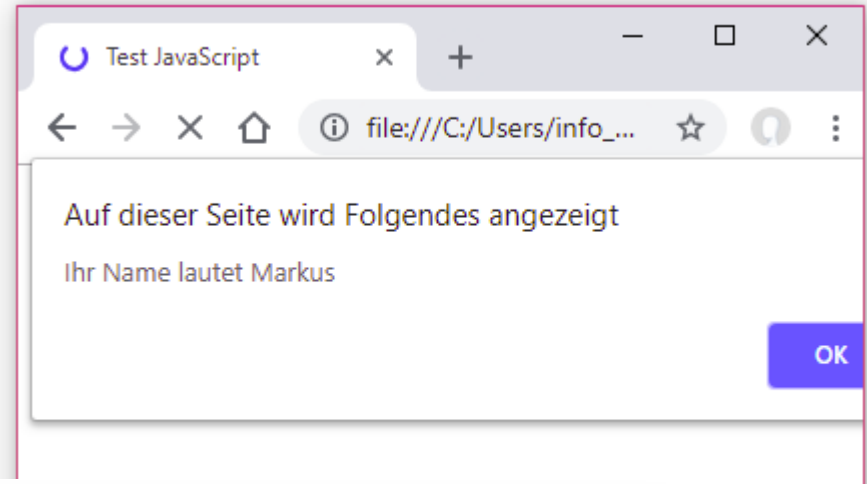 Test JavaScript
file:///C:/Users/info_...
Auf dieser Seite wird Folgendes angezeigt
Ihr Name lautet Markus
OK